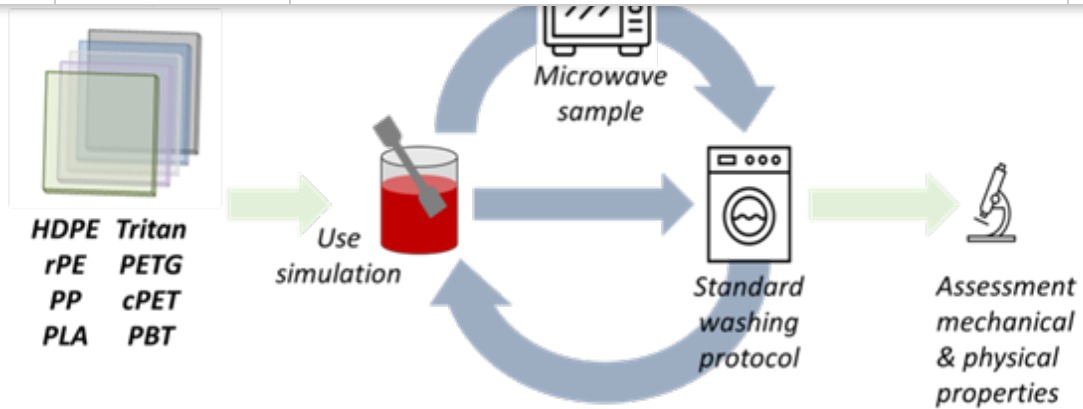 Microwave
sample
HDPE Tritan
rPE PETG
PP cPET
PLA PBT
Use
simulation
Standard
washing
protocol
Assessment
mechanical
& physical
properties